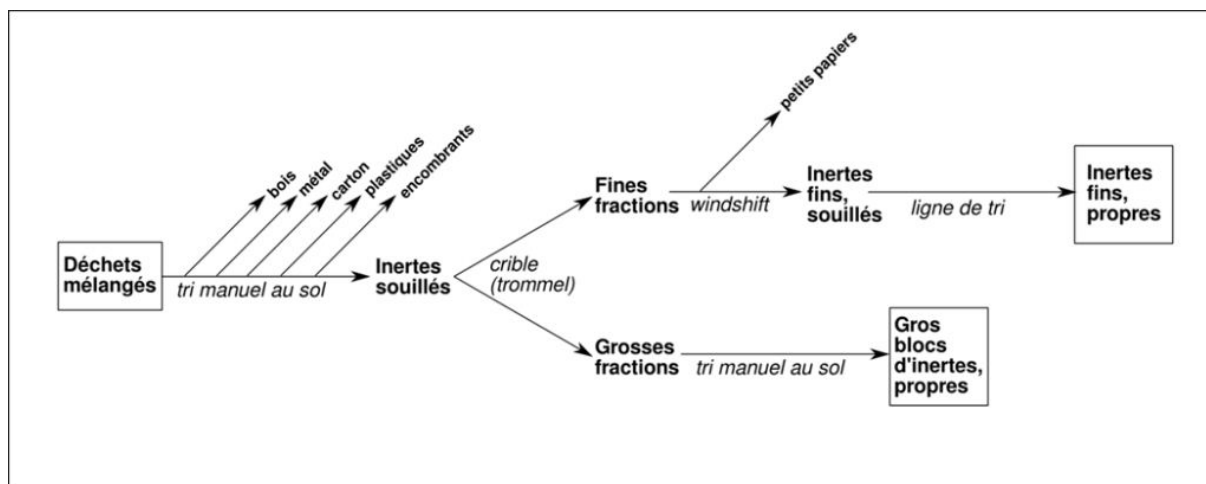 Déchets
mélangés
tri manuel au sol
bois
métal
carton
plastiques
encombrants
Inertes
souillés
crible
(trommel)
Fines
fractions
windshift
petits papiers
Inertes
fins,
souillés
ligne de tri
Inertes
fins,
propres
Grosses
fractions
tri manuel au sol
Gros
blocs
d'inertes,
propres